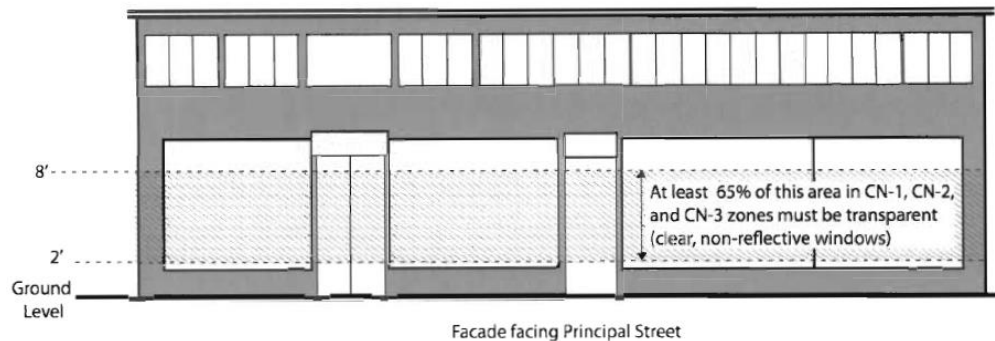 8'
At least 65% of this area in CN-1, CN-2,
and CN-3 zones must be transparent
(clear, non-reflective windows)
2'
Ground
Level
Facade facing Principal Street